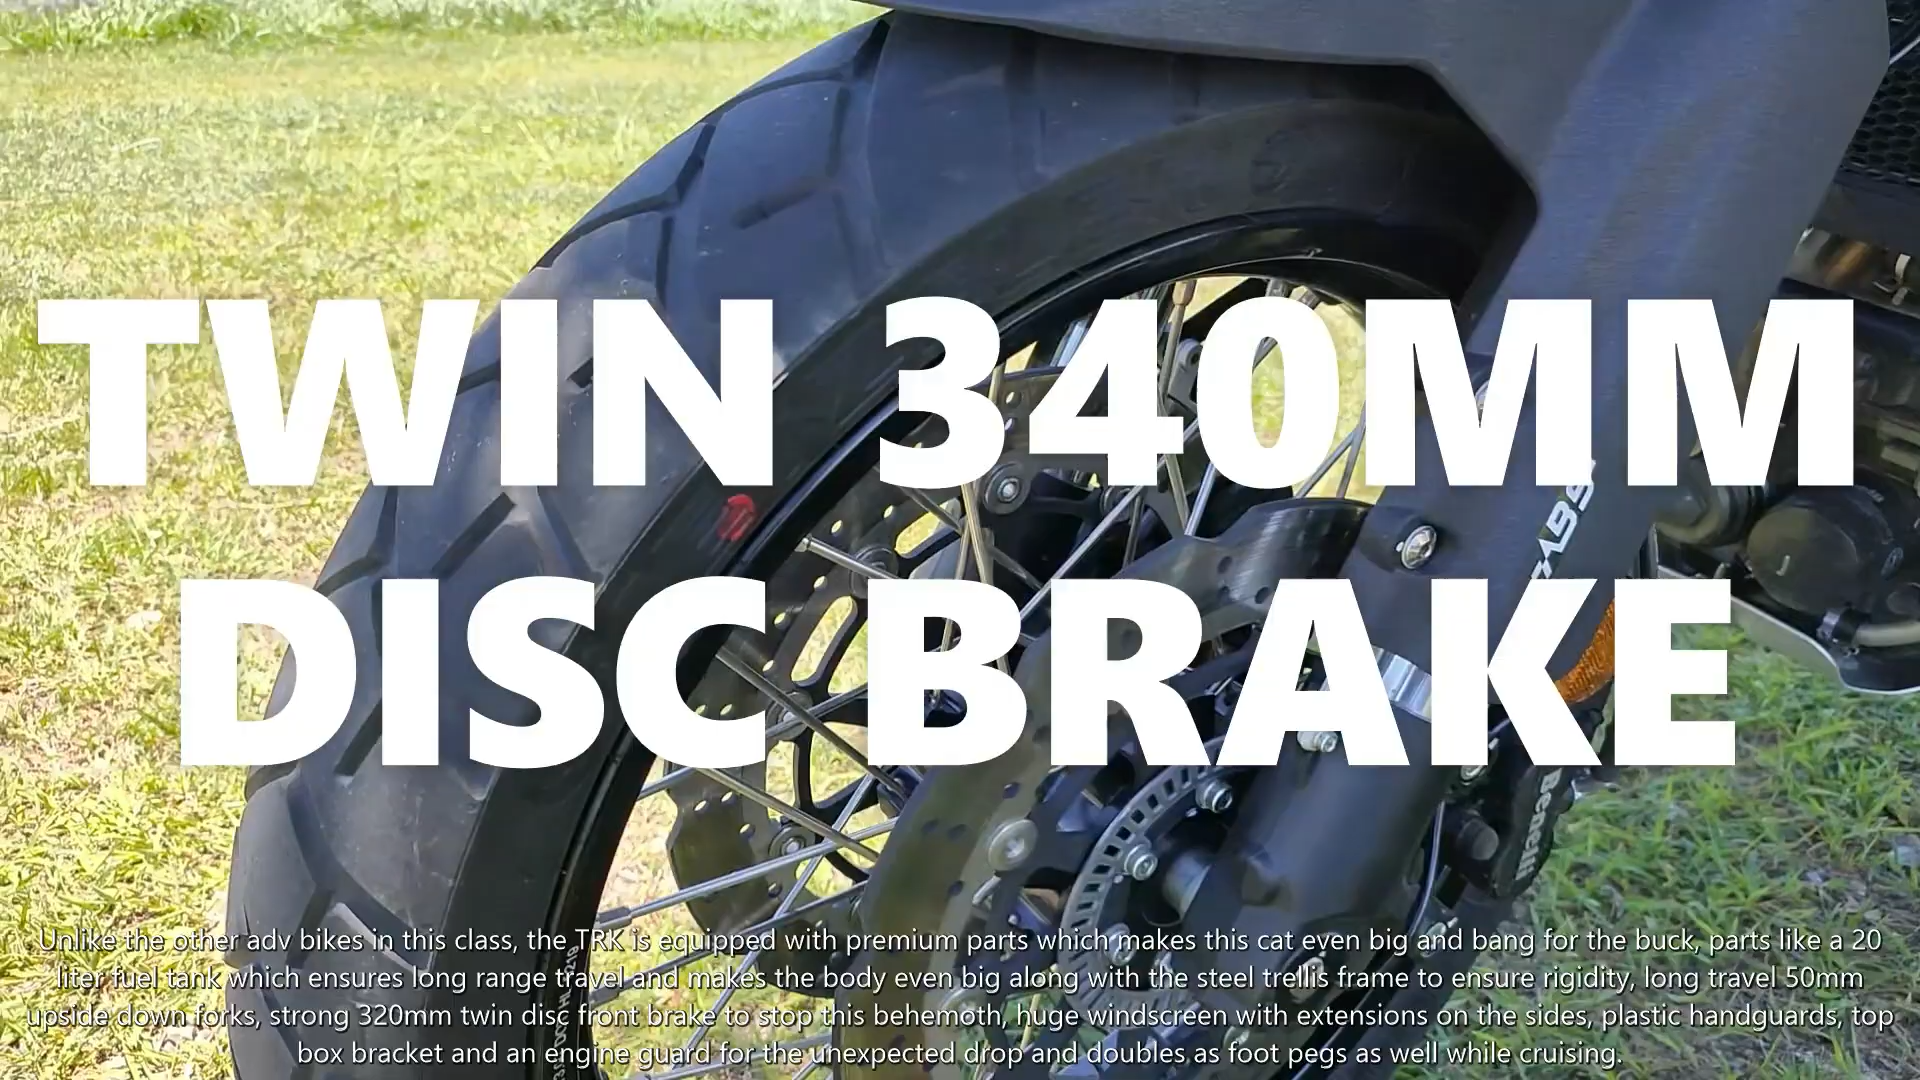 TWIN 340MM
ABS
DISC BRAKE
Benelli
Unlike the other adv bikes in this class, the TRK is equipped with premium parts which makes this cat even big and bang for the buck, parts like a 20
liter fuel tank which ensures long range travel and makes the body even big along with the steel trellis frame to ensure rigidity, long travel 50mm
upside down forks, strong 320mm twin disc front brake to stop this behemoth, huge windscreen with extensions on the sides, plastic handguards, top
box bracket and an engine guard for the unexpected drop and doubles as foot pegs as well while cruising.